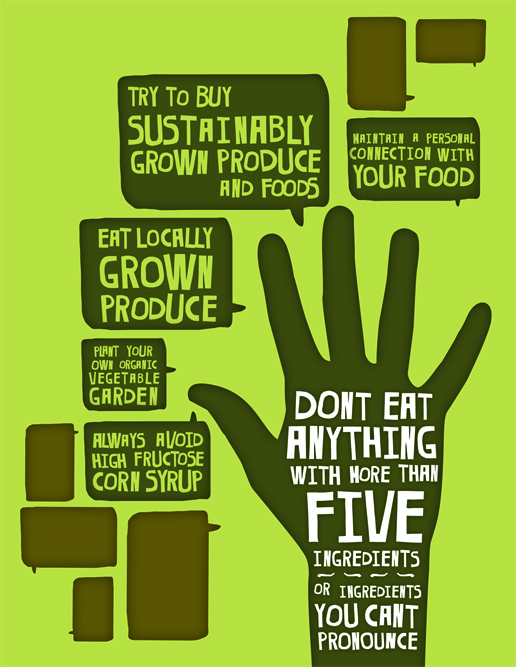 TRY TO BUY
SUSTAINABLY
GROWN PRODUCE
AND FOODS
MAINTAIN A PERSONAL
CONNECTION WITH
YOUR FOOD
EAT LOCALLY
GROWN
PRODUCE
PLANT YOUR
OWN ORGANIC
VEGETABLE
GARDEN
ALWAYS AVOID
HIGH FRUCTOSE
CORN SYRUP
DONT EAT
ANYTHING
WITH MORE THAN
FIVE
INGREDIENTS
OR INGREDIENTS
YOU CANT
PRONOUNCE